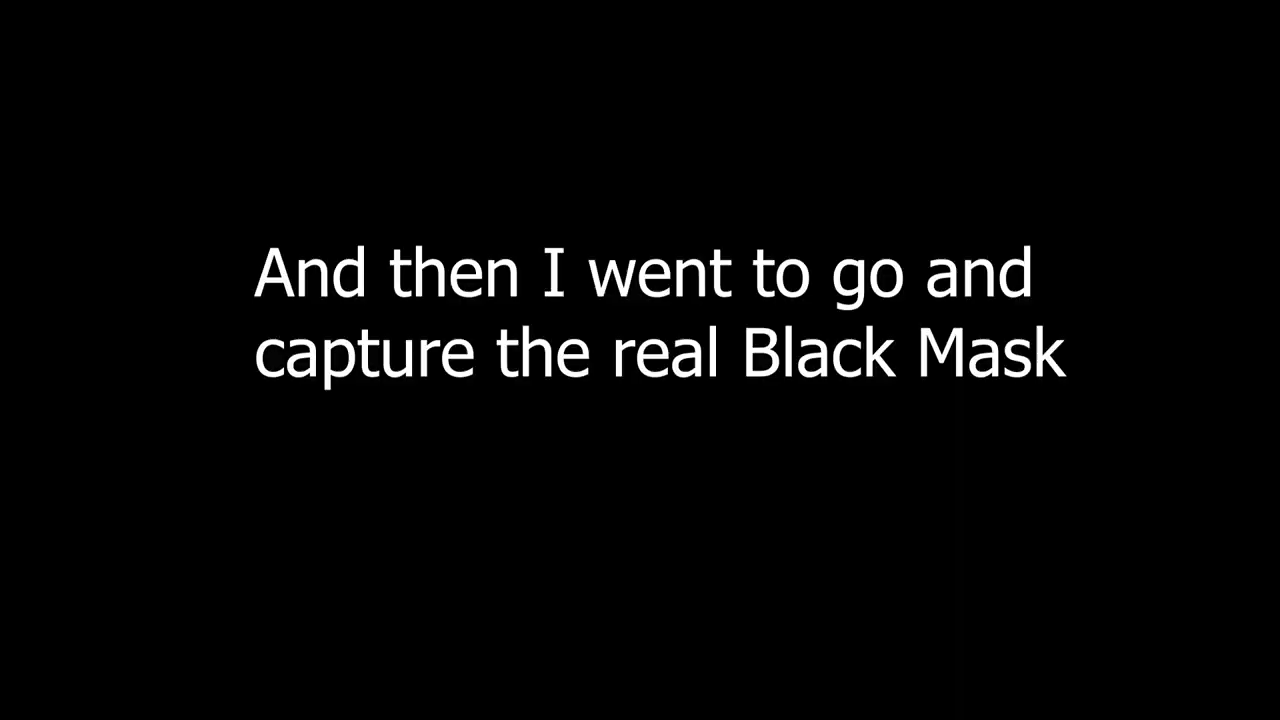 And then I went to go and
capture the real Black Mask